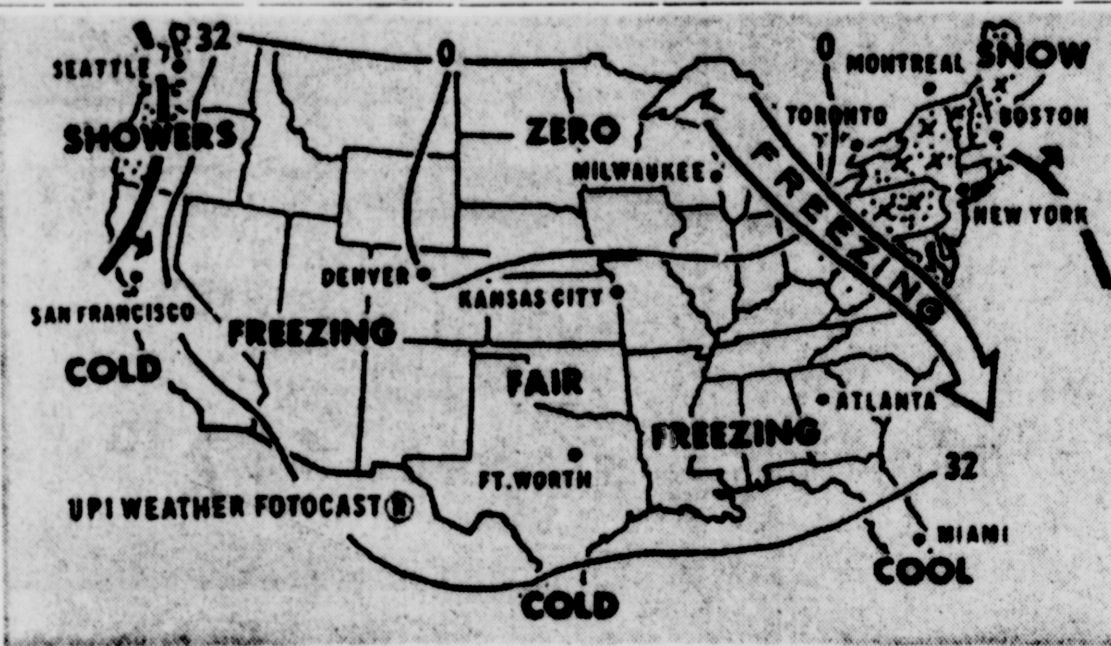 32
0
0
SNOW
SEATTLE
MONTREAL
SHOWERS
ZERO
TORONTO
BOSTON
MILWAUKEE
FREEZING
NEW YORK
DENVER
KANSAS CITY
SAN FRANCISCO
FREEZING
COLD
FAIR
ATLANTA
FREEZING
32
FT. WORTH
UPI WEATHER FOTOCAST®
MIAMI
COOL
COLD